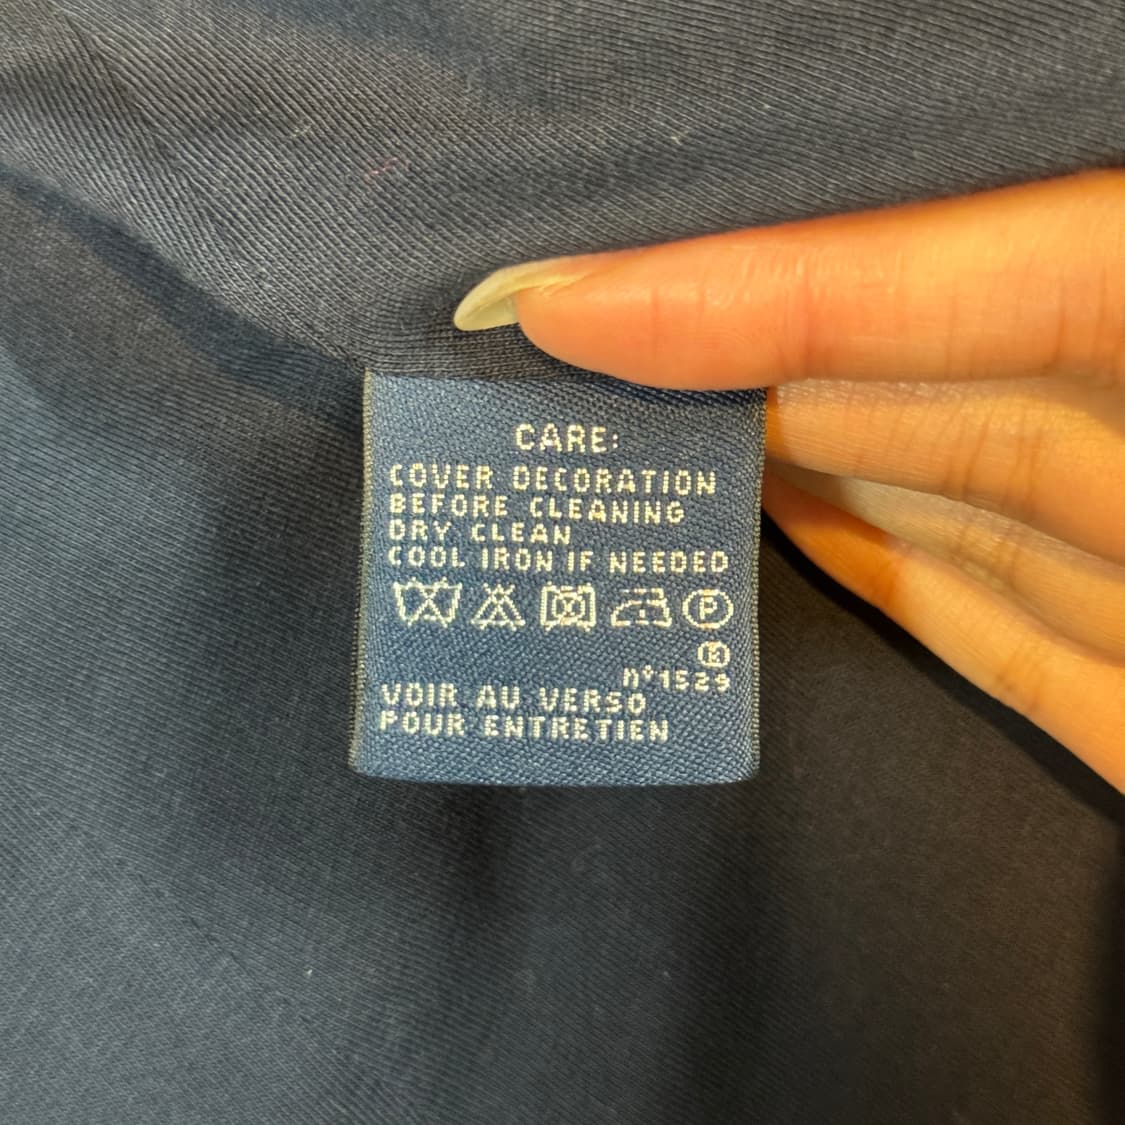 CARE:
COVER DECORATION
BEFORE CLEANING
DRY CLEAN
COOL IRON IF NEEDED
P
n°1529
VOIR AU VERSO
POUR ENTRETIEN